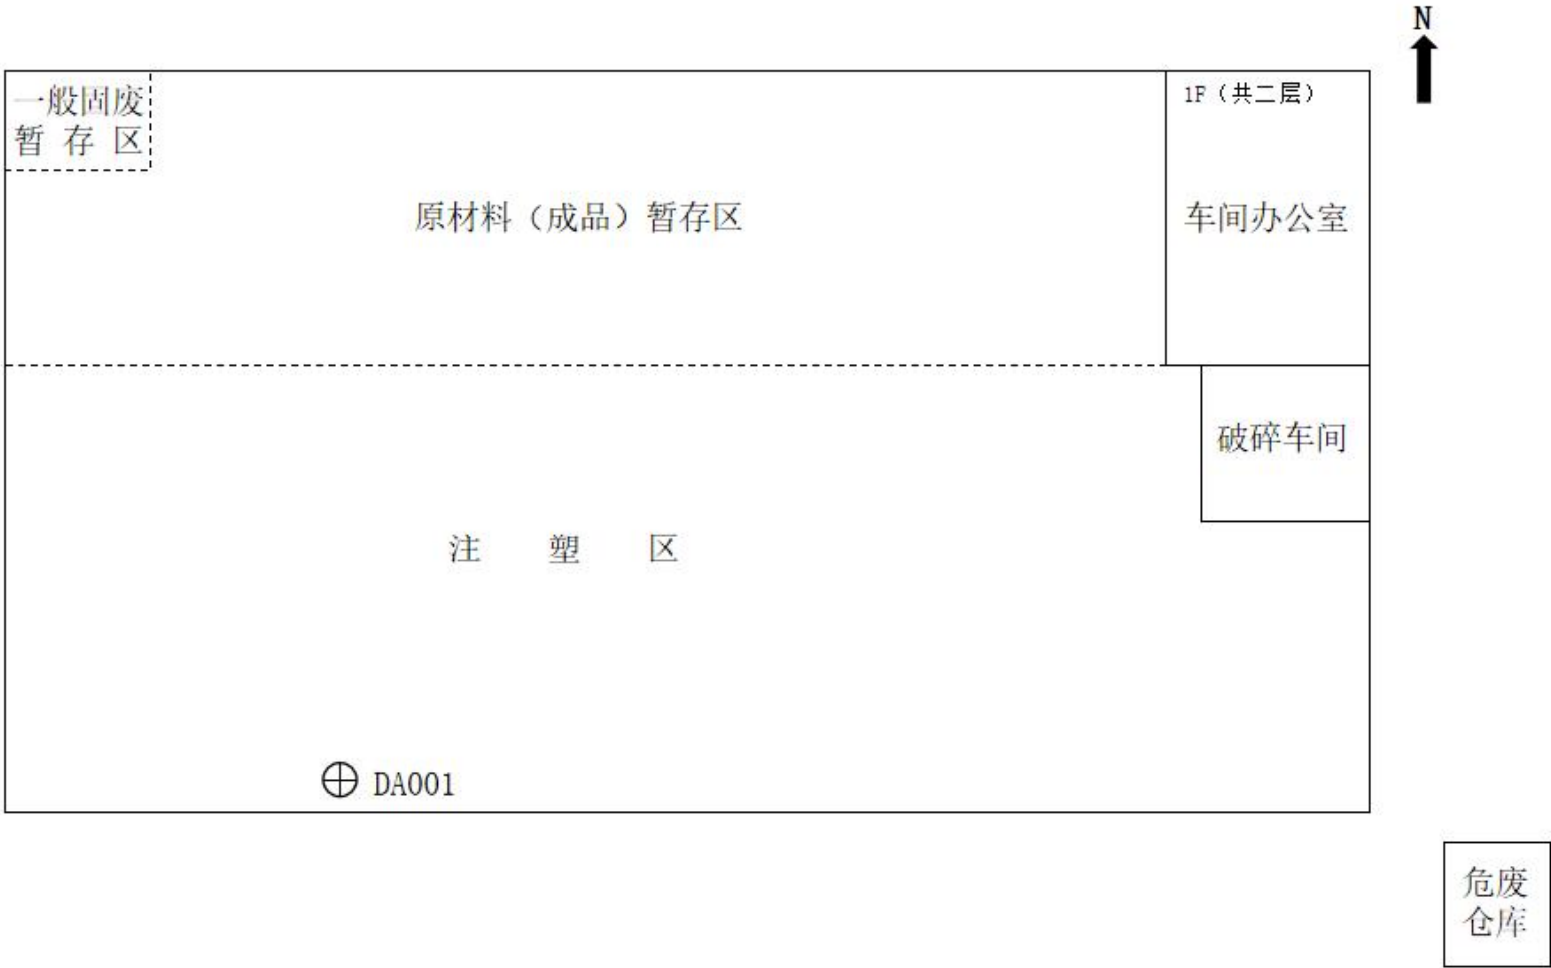 N
一般固废
暂存区
1F（共二层）
原材料（成品）暂存区
车间办公室
破碎车间
注塑区
DA001
危废
仓库